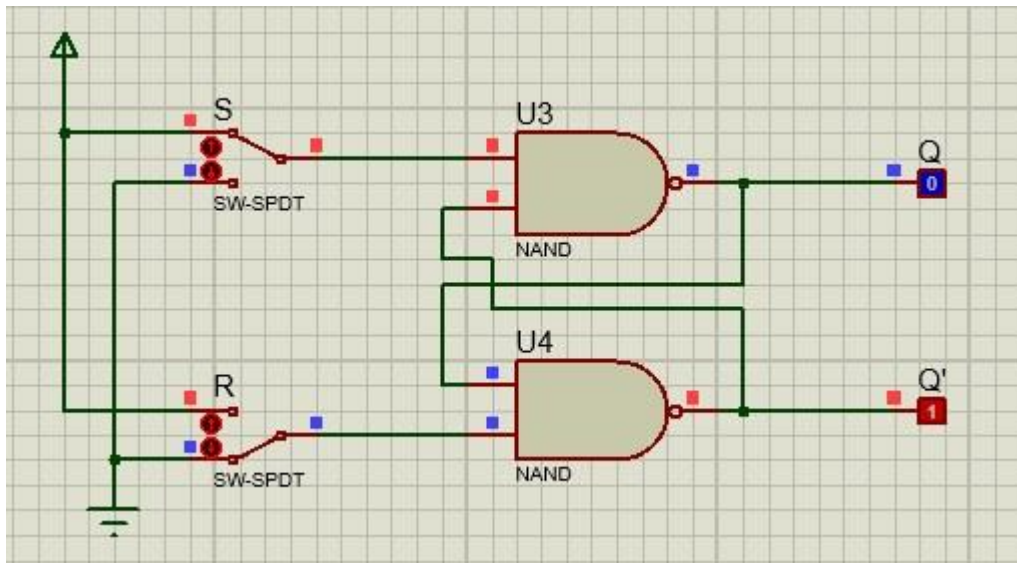 S
SW-SPDT
U3
NAND
Q
0
R
SW-SPDT
U4
NAND
Q'
1